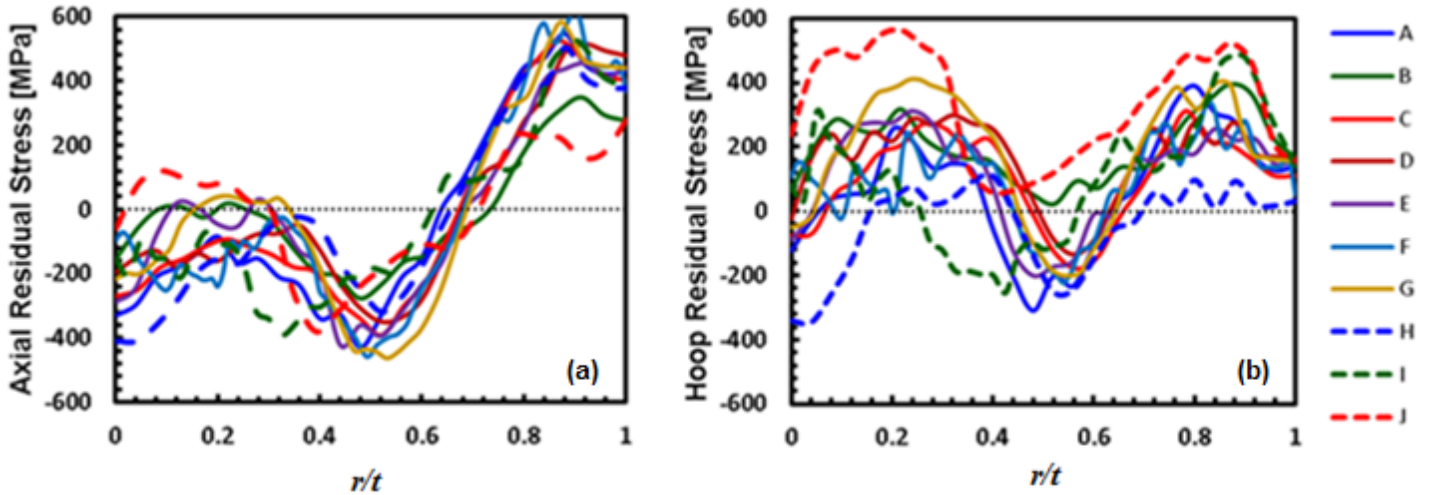 Axial Residual Stress [MPa]
600
400
200
0
-200
-400
-600
0
0.2
0.4
0.6
0.8
1
r/t
(a)
Hoop Residual Stress [MPa]
600
400
200
0
-200
-400
-600
0
0.2
0.4
0.6
0.8
1
r/t
(b)
A
B
C
D
E
F
G
H
I
J